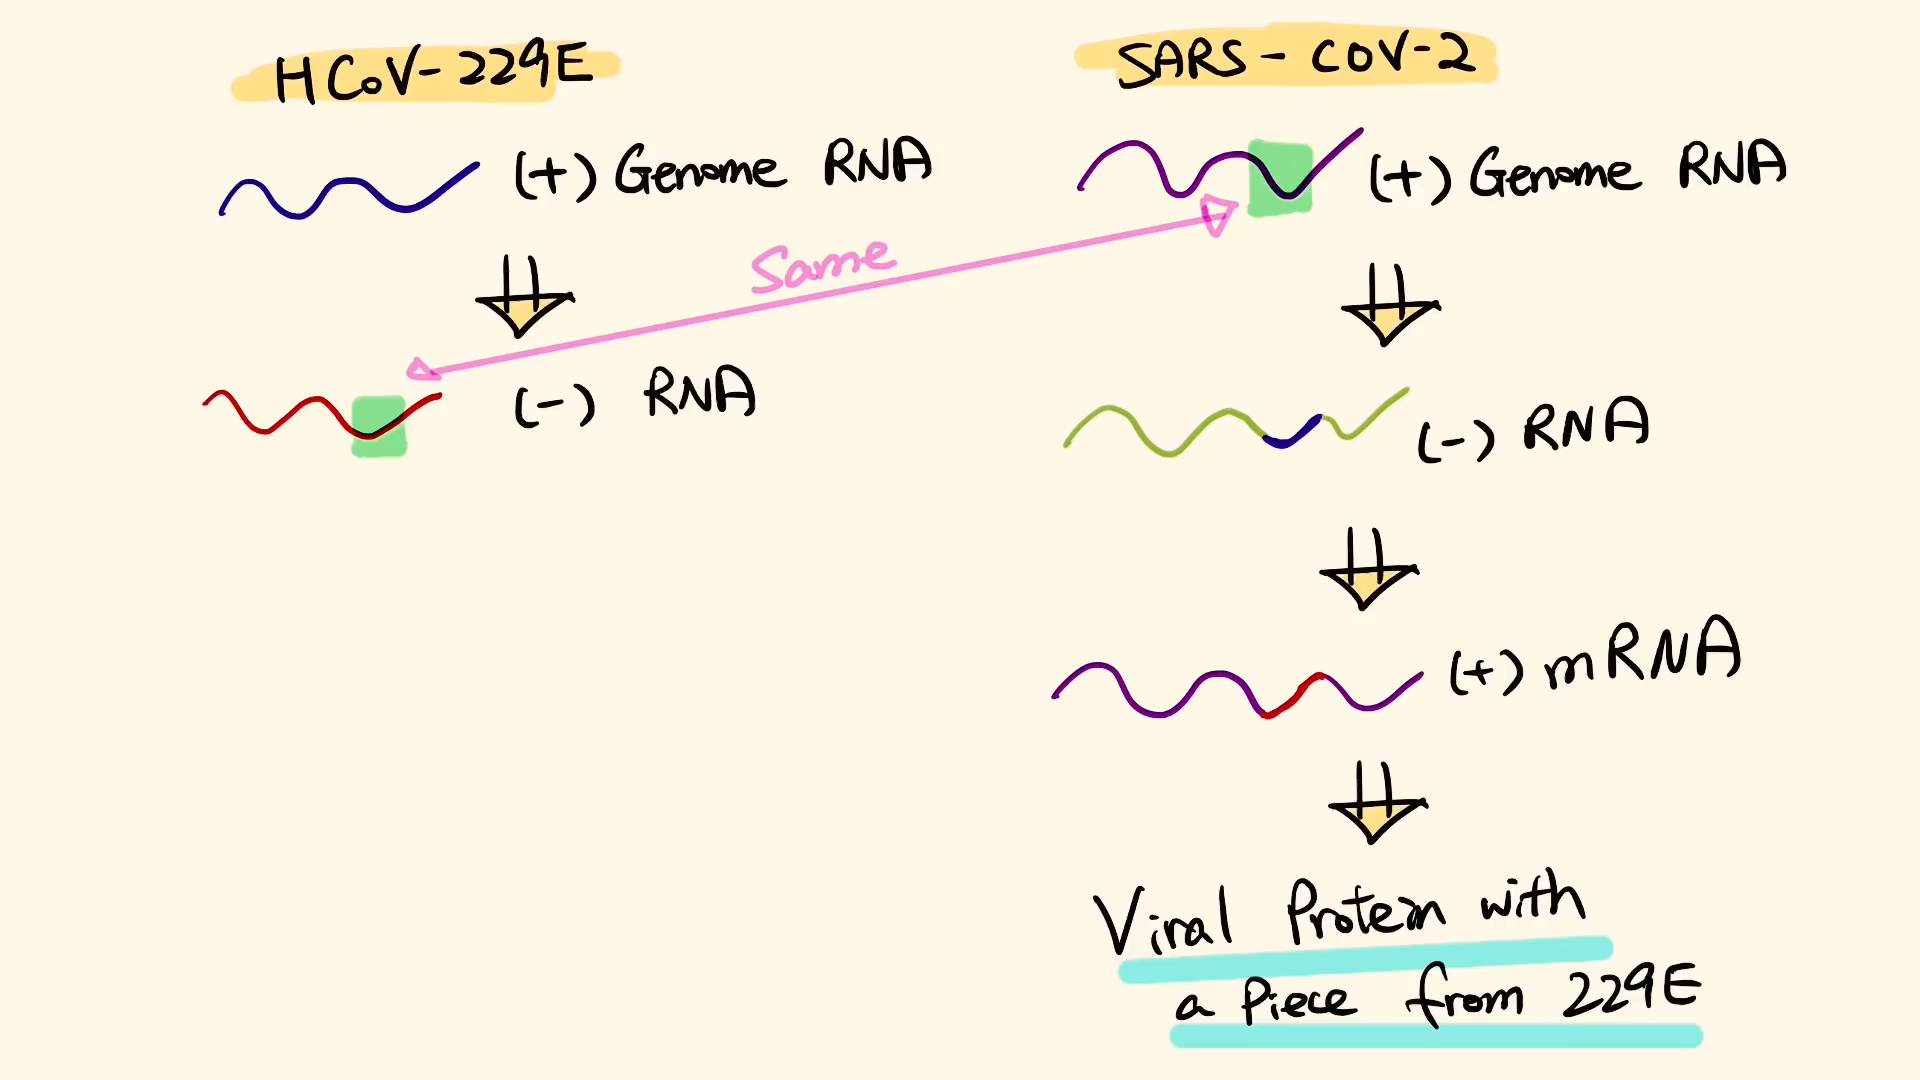 HCoV-229E
(+) Genome RNA
Same
(-) RNA
SARS-COV-2
(+) Genome RNA
(-) RNA
(+) mRNA
Viral Protein with
a Piece from 229E